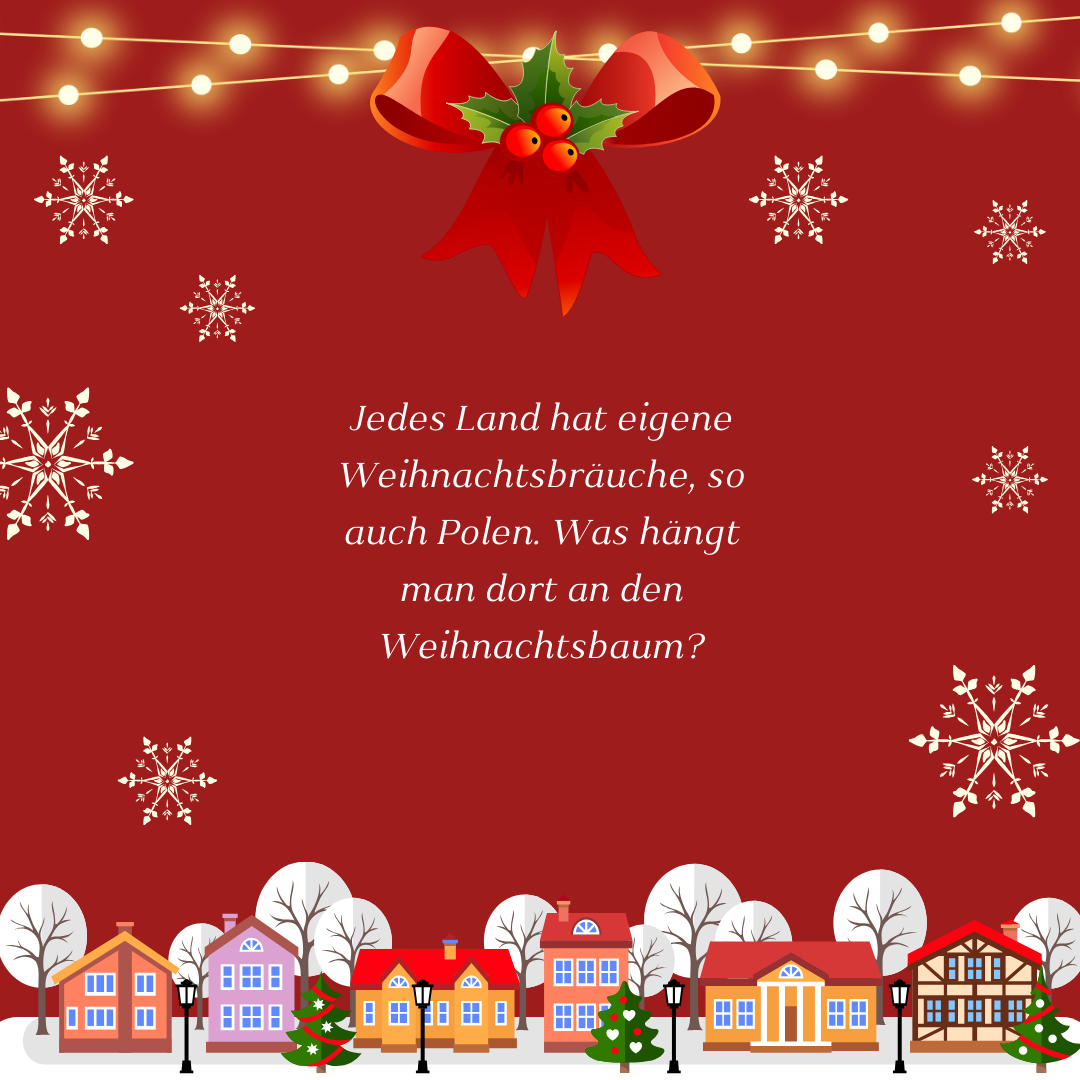 Jedes Land hat eigene
Weihnachtsbräuche, so
auch Polen. Was hängt
man dort an den
Weihnachtsbaum?